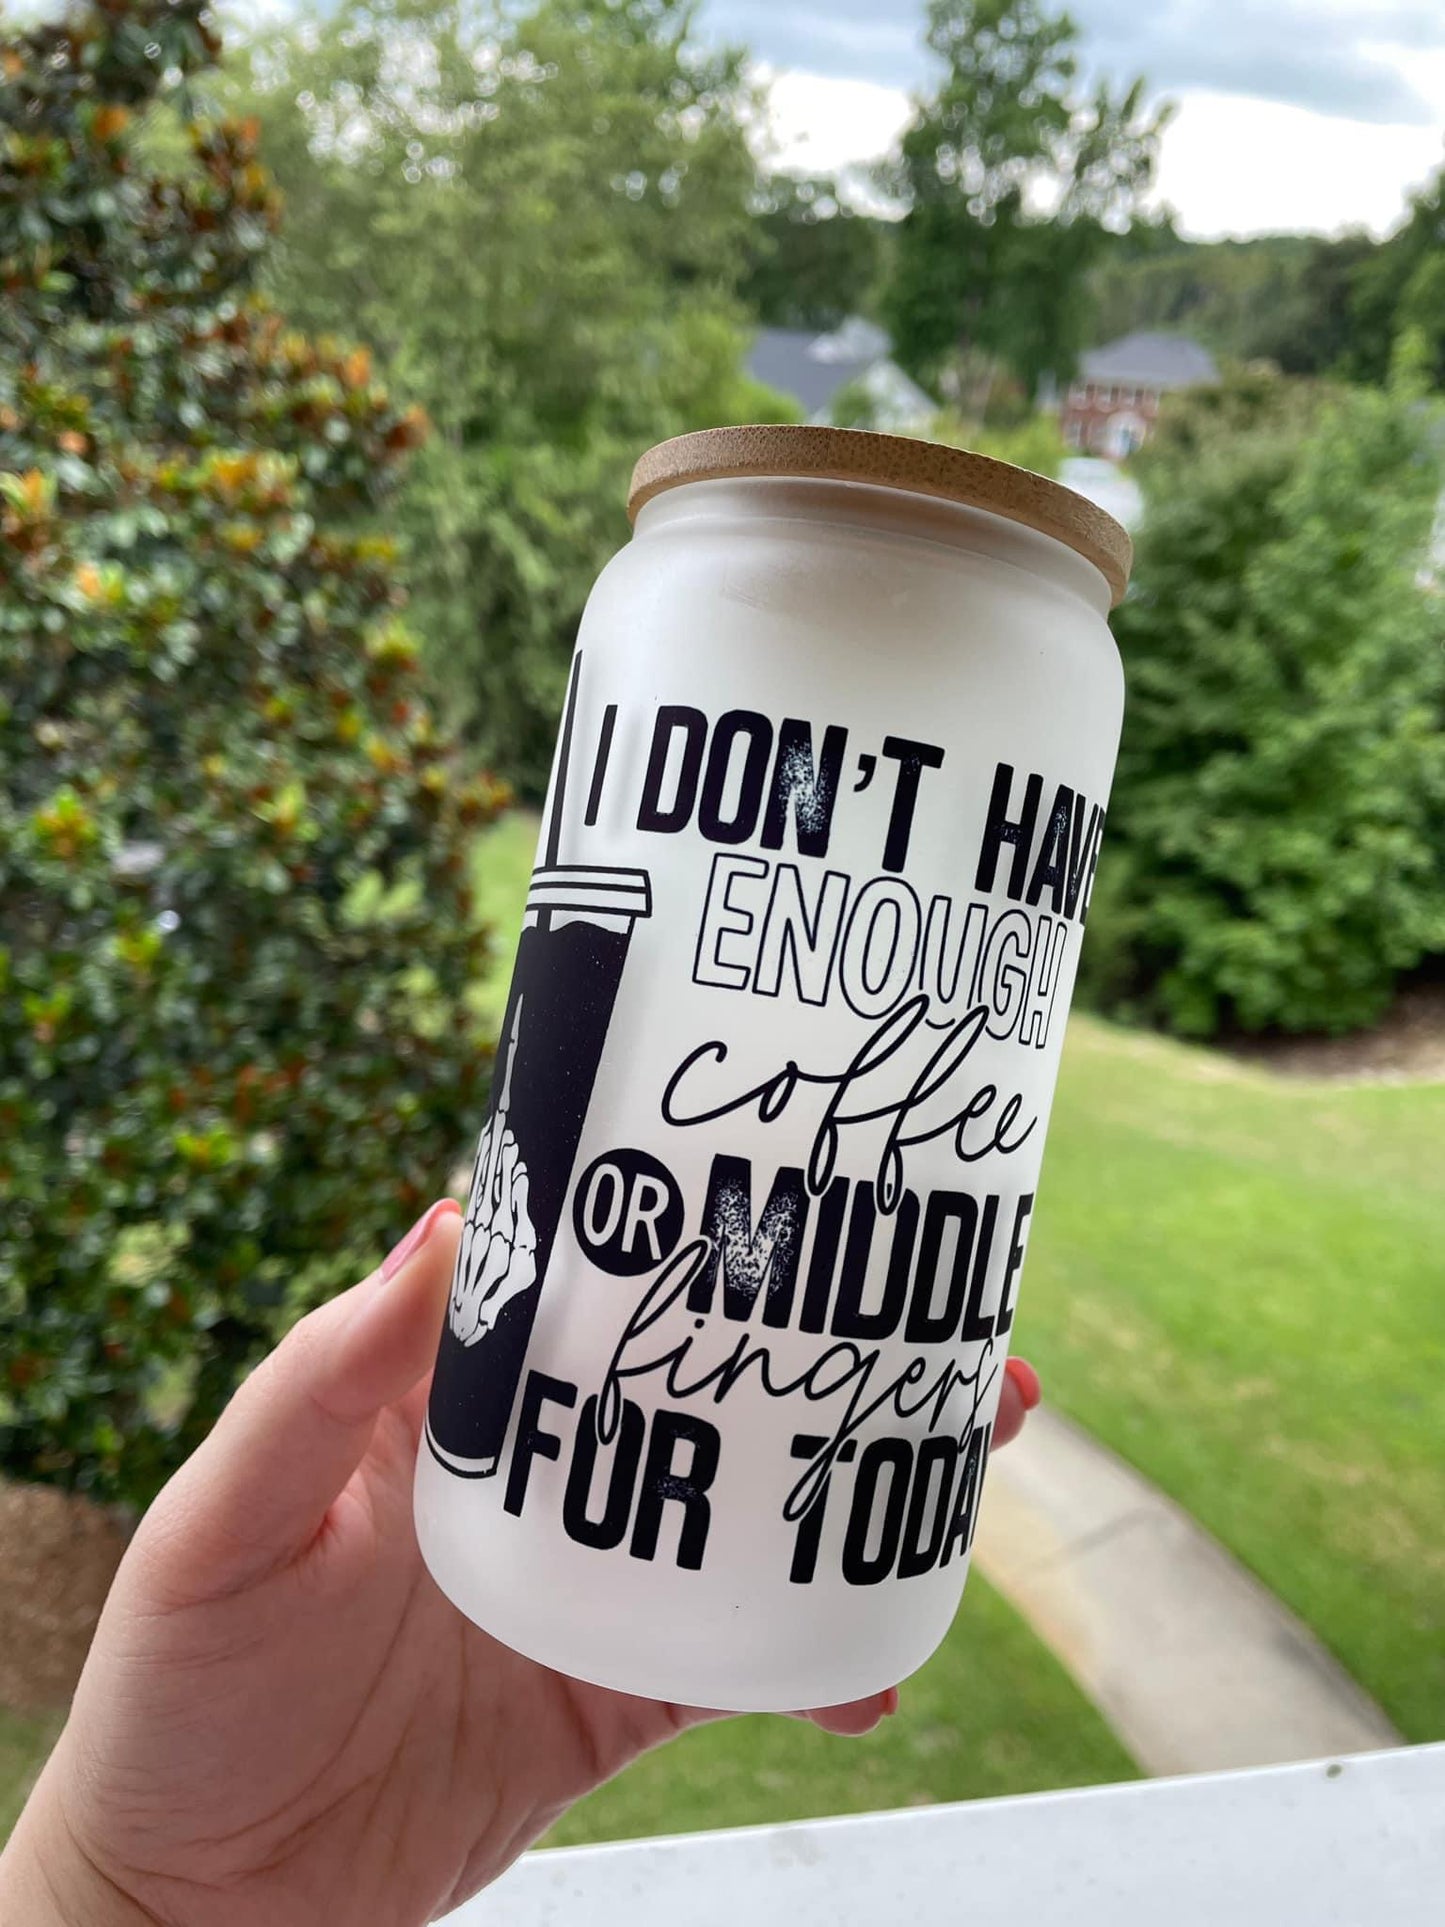 I DON'T HAVE
ENOUGH
coffee
OR MIDDLE
fingers
FOR TODAY